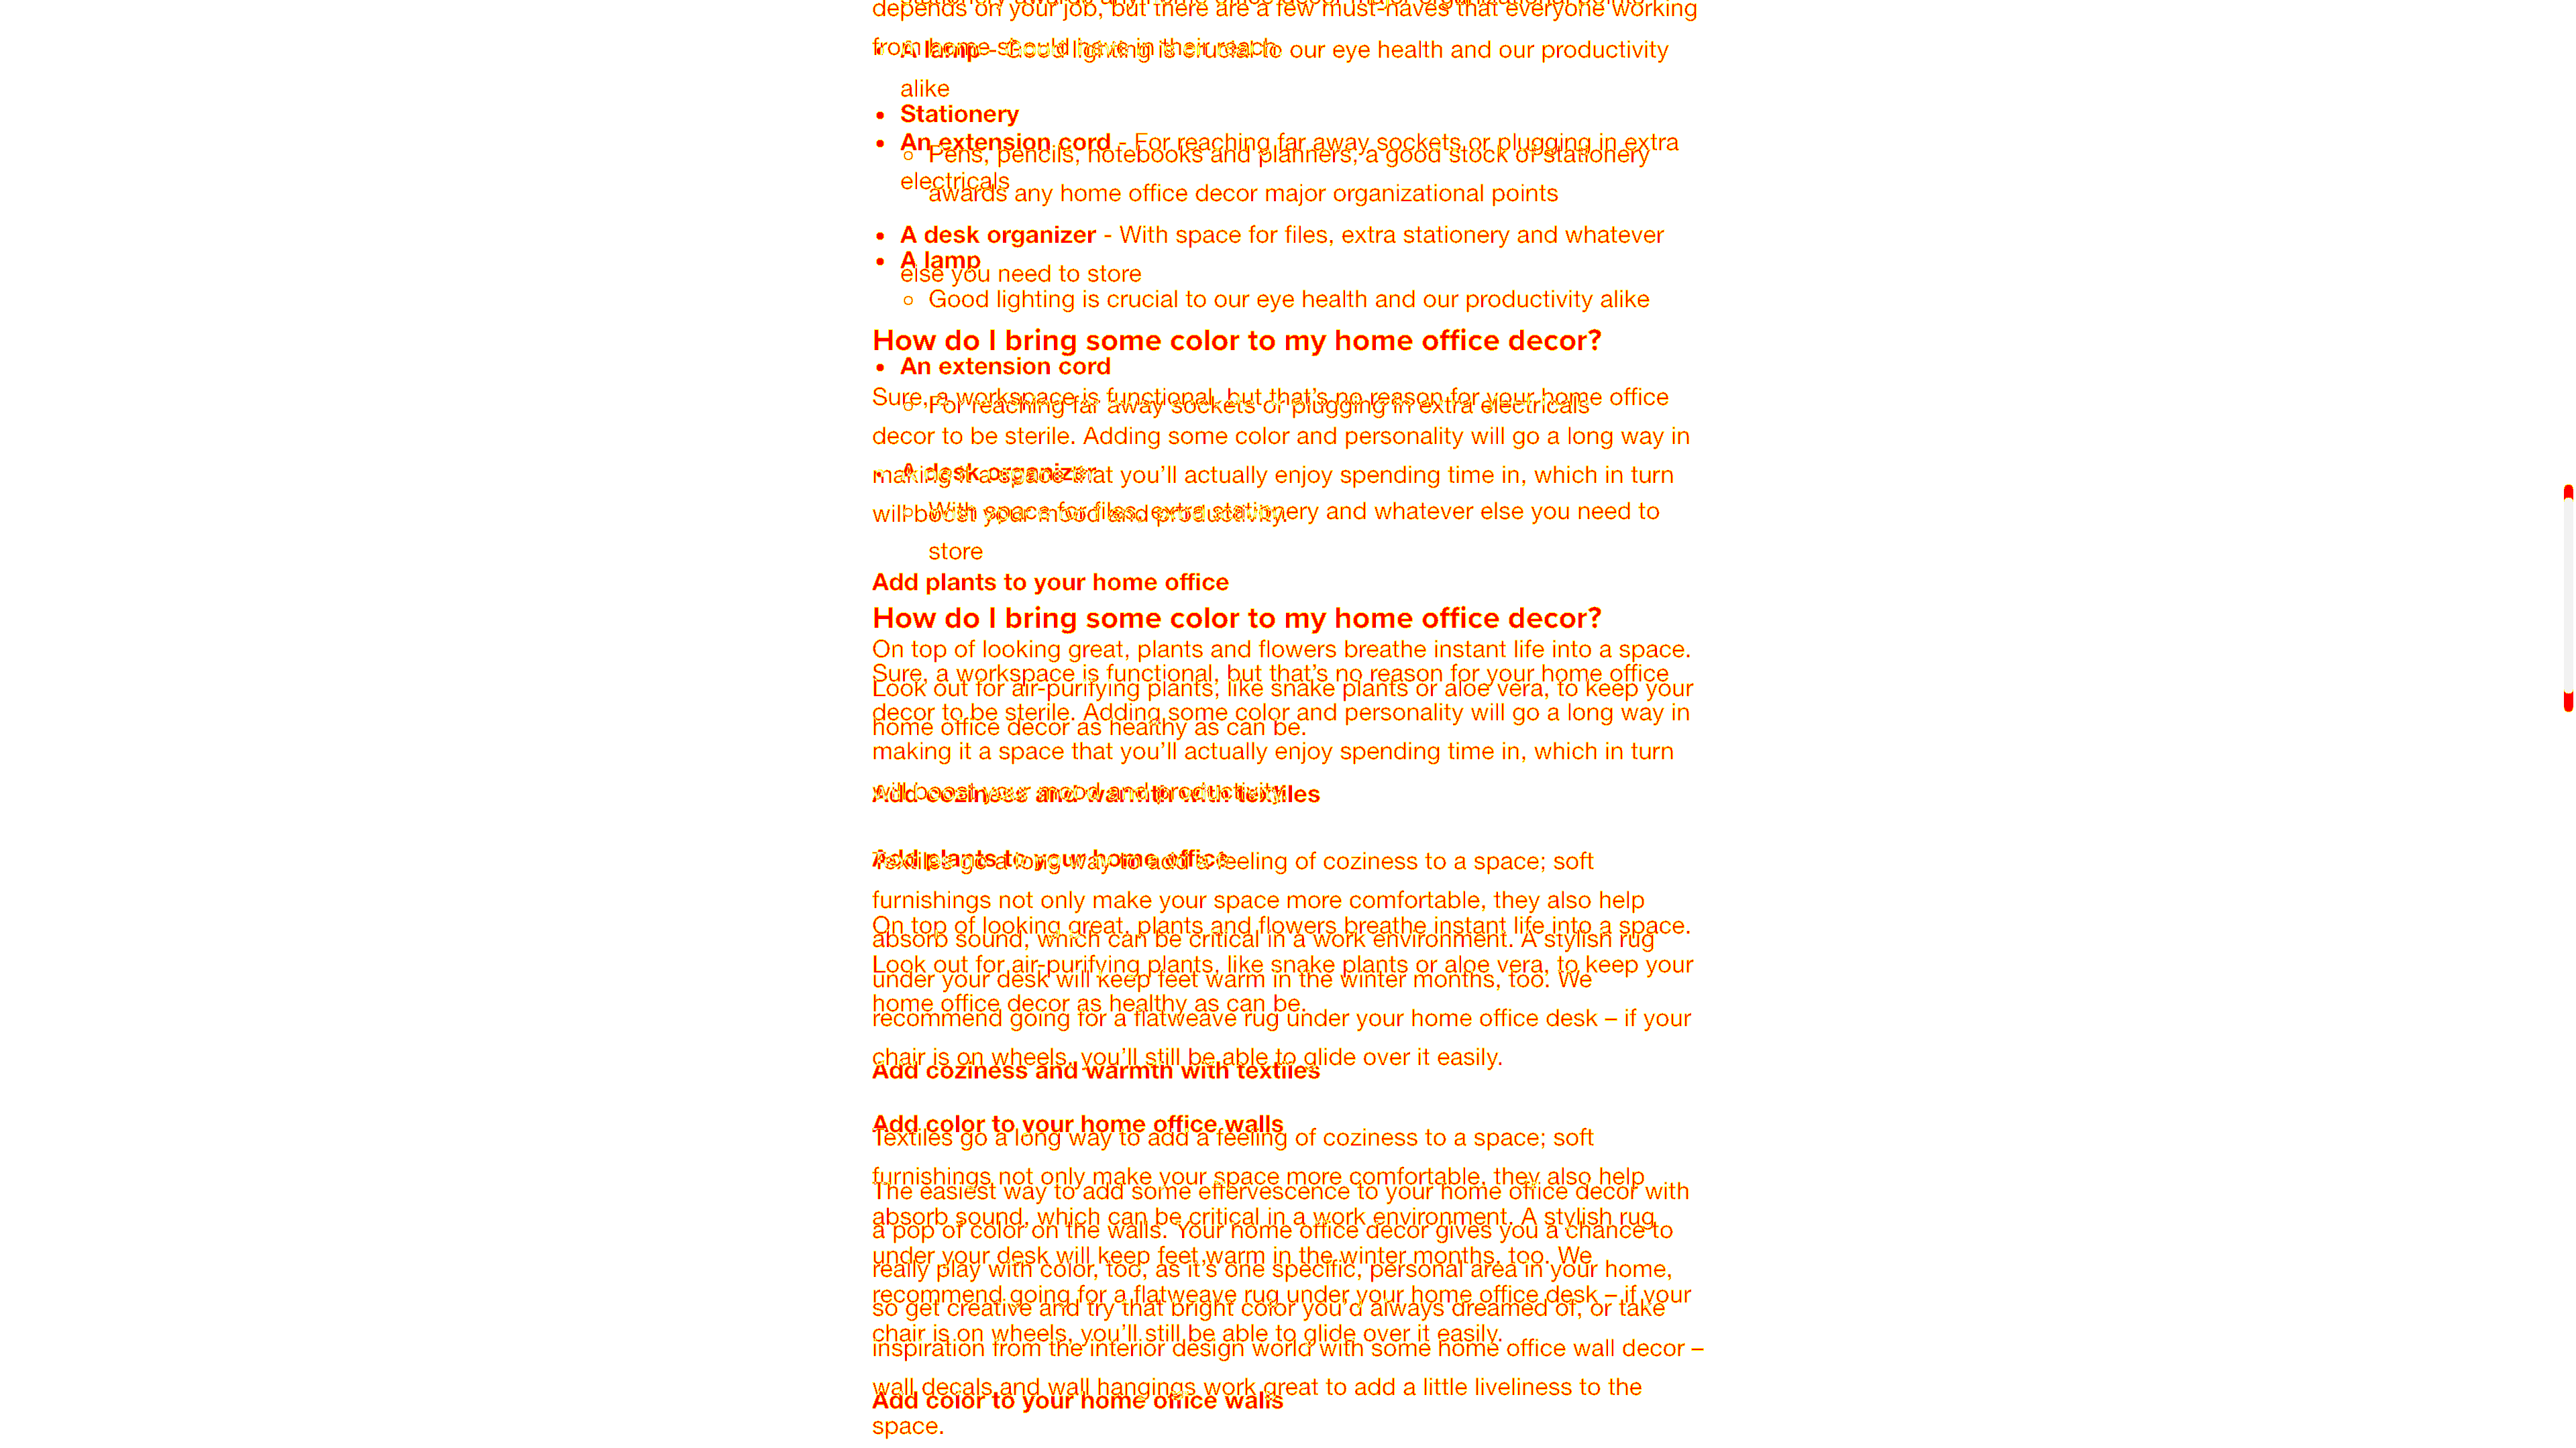 depends on your job, but there are a few must-haves that everyone working
from home should have in their reach.
A lamp - Good lighting is crucial to our eye health and our productivity
alike
• Stationery
• An extension cord - For reaching far away sockets or plugging in extra
○ Pens, pencils, notebooks and planners, a good stock of stationery
electricals
awards any home office decor major organizational points
• A desk organizer - With space for files, extra stationery and whatever
• A lamp
else you need to store
○ Good lighting is crucial to our eye health and our productivity alike
How do I bring some color to my home office decor?
• An extension cord
Sure, a workspace is functional, but that’s no reason for your home office
○ For reaching far away sockets or plugging in extra electricals
decor to be sterile. Adding some color and personality will go a long way in
• A desk organizer
making it a space that you’ll actually enjoy spending time in, which in turn
○ With space for files, extra stationery and whatever else you need to
will boost your mood and productivity.
store
Add plants to your home office
How do I bring some color to my home office decor?
On top of looking great, plants and flowers breathe instant life into a space.
Sure, a workspace is functional, but that’s no reason for your home office
Look out for air-purifying plants, like snake plants or aloe vera, to keep your
decor to be sterile. Adding some color and personality will go a long way in
home office decor as healthy as can be.
making it a space that you’ll actually enjoy spending time in, which in turn
will boost your mood and productivity.
Add coziness and warmth with textiles
Add plants to your home office
Textiles go a long way to add a feeling of coziness to a space; soft
furnishings not only make your space more comfortable, they also help
On top of looking great, plants and flowers breathe instant life into a space.
absorb sound, which can be critical in a work environment. A stylish rug
Look out for air-purifying plants, like snake plants or aloe vera, to keep your
under your desk will keep feet warm in the winter months, too. We
home office decor as healthy as can be.
recommend going for a flatweave rug under your home office desk – if your
chair is on wheels, you’ll still be able to glide over it easily.
Add coziness and warmth with textiles
Add color to your home office walls
Textiles go a long way to add a feeling of coziness to a space; soft
furnishings not only make your space more comfortable, they also help
The easiest way to add some effervescence to your home office decor with
absorb sound, which can be critical in a work environment. A stylish rug
a pop of color on the walls. Your home office decor gives you a chance to
under your desk will keep feet warm in the winter months, too. We
really play with color, too, as it’s one specific, personal area in your home,
recommend going for a flatweave rug under your home office desk – if your
so get creative and try that bright color you’d always dreamed of, or take
chair is on wheels, you’ll still be able to glide over it easily.
inspiration from the interior design world with some home office wall decor –
wall decals and wall hangings work great to add a little liveliness to the
Add color to your home office walls
space.